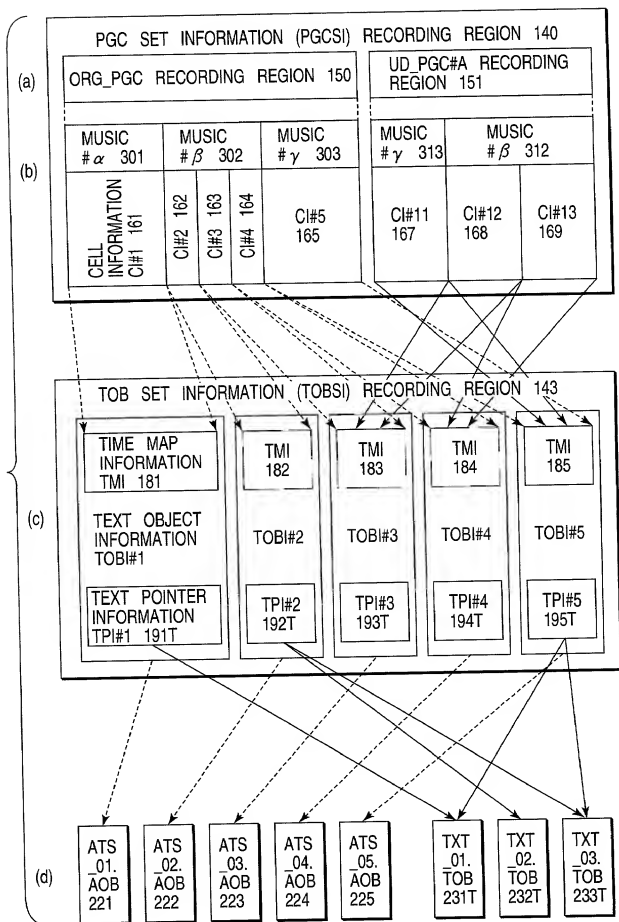 PGC SET INFORMATION (PGCSI) RECORDING REGION 140
(a)
ORG_PGC RECORDING REGION 150
UD_PGC#A RECORDING
REGION 151
(b)
MUSIC
#α 301
MUSIC
#β 302
MUSIC
#γ 303
MUSIC
#γ 313
MUSIC
#β 312
CELL
INFORMATION
CI#1 161
CI#2 162
CI#3 163
CI#4 164
CI#5
165
CI#11
167
CI#12
168
CI#13
169
TOB SET INFORMATION (TOBSI) RECORDING REGION 143
(c)
TIME MAP
INFORMATION
TMI 181
TMI
182
TMI
183
TMI
184
TMI
185
TEXT OBJECT
INFORMATION
TOBI#1
TOBI#2
TOBI#3
TOBI#4
TOBI#5
TEXT POINTER
INFORMATION
TPI#1 191T
TPI#2
192T
TPI#3
193T
TPI#4
194T
TPI#5
195T
(d)
ATS
_01.
AOB
221
ATS
_02.
AOB
222
ATS
_03.
AOB
223
ATS
_04.
AOB
224
ATS
_05.
AOB
225
TXT
_01.
TOB
231T
TXT
_02.
TOB
232T
TXT
_03.
TOB
233T